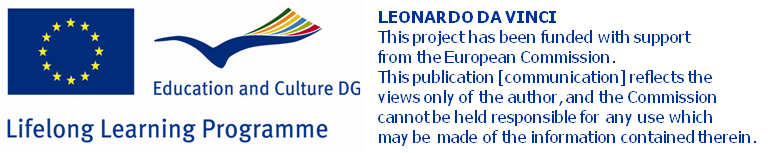 Education and Culture DG
Lifelong Learning Programme
LEONARDO DA VINCI
This project has been funded with support
from the European Commission.
This publication [communication] reflects the
views only of the author, and the Commission
cannot be held responsible for any use which
may be made of the information contained therein.